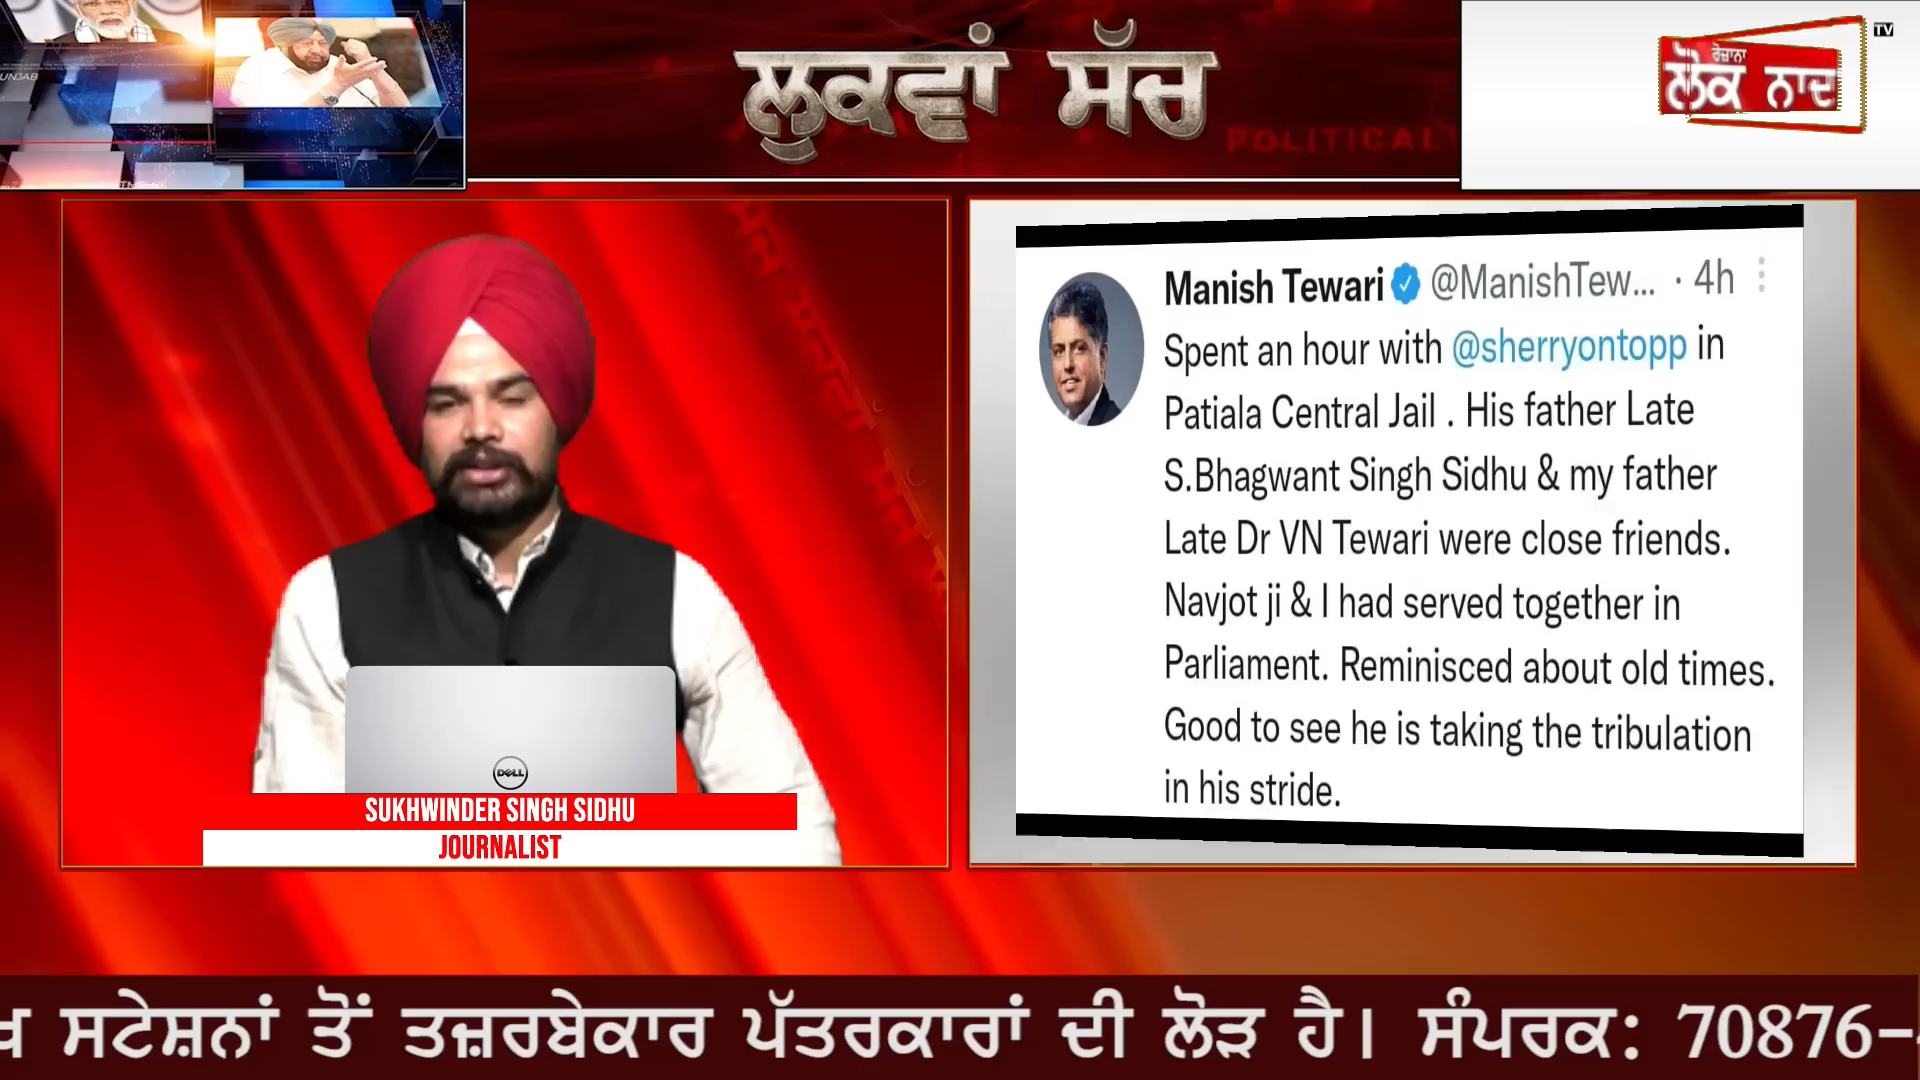 UNJAB
ਲੁਕਵਾਂ ਸੱਚ
POLITICAL
ਰੋਜ਼ਾਨਾ
ਲੋਕ ਨਾਦ
TV
Manish Tewari @ManishTew... · 4h
Spent an hour with @sherryontopp in
Patiala Central Jail . His father Late
S.Bhagwant Singh Sidhu & my father
Late Dr VN Tewari were close friends.
Navjot ji & I had served together in
Parliament. Reminisced about old times.
Good to see he is taking the tribulation
in his stride.
DELL
SUKHWINDER SINGH SIDHU
JOURNALIST
ਸਟੇਸ਼ਨਾਂ ਤੋਂ ਤਜ਼ਰਬੇਕਾਰ ਪੱਤਰਕਾਰਾਂ ਦੀ ਲੋੜ ਹੈ। ਸੰਪਰਕ: 70876-